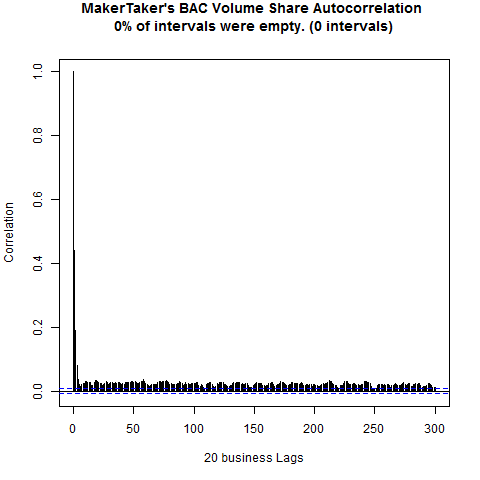 MakerTaker's BAC Volume Share Autocorrelation
0% of intervals were empty. (0 intervals)
Correlation
1.0
0.8
0.6
0.4
0.2
0.0
0 50 100 150 200 250 300
20 business Lags